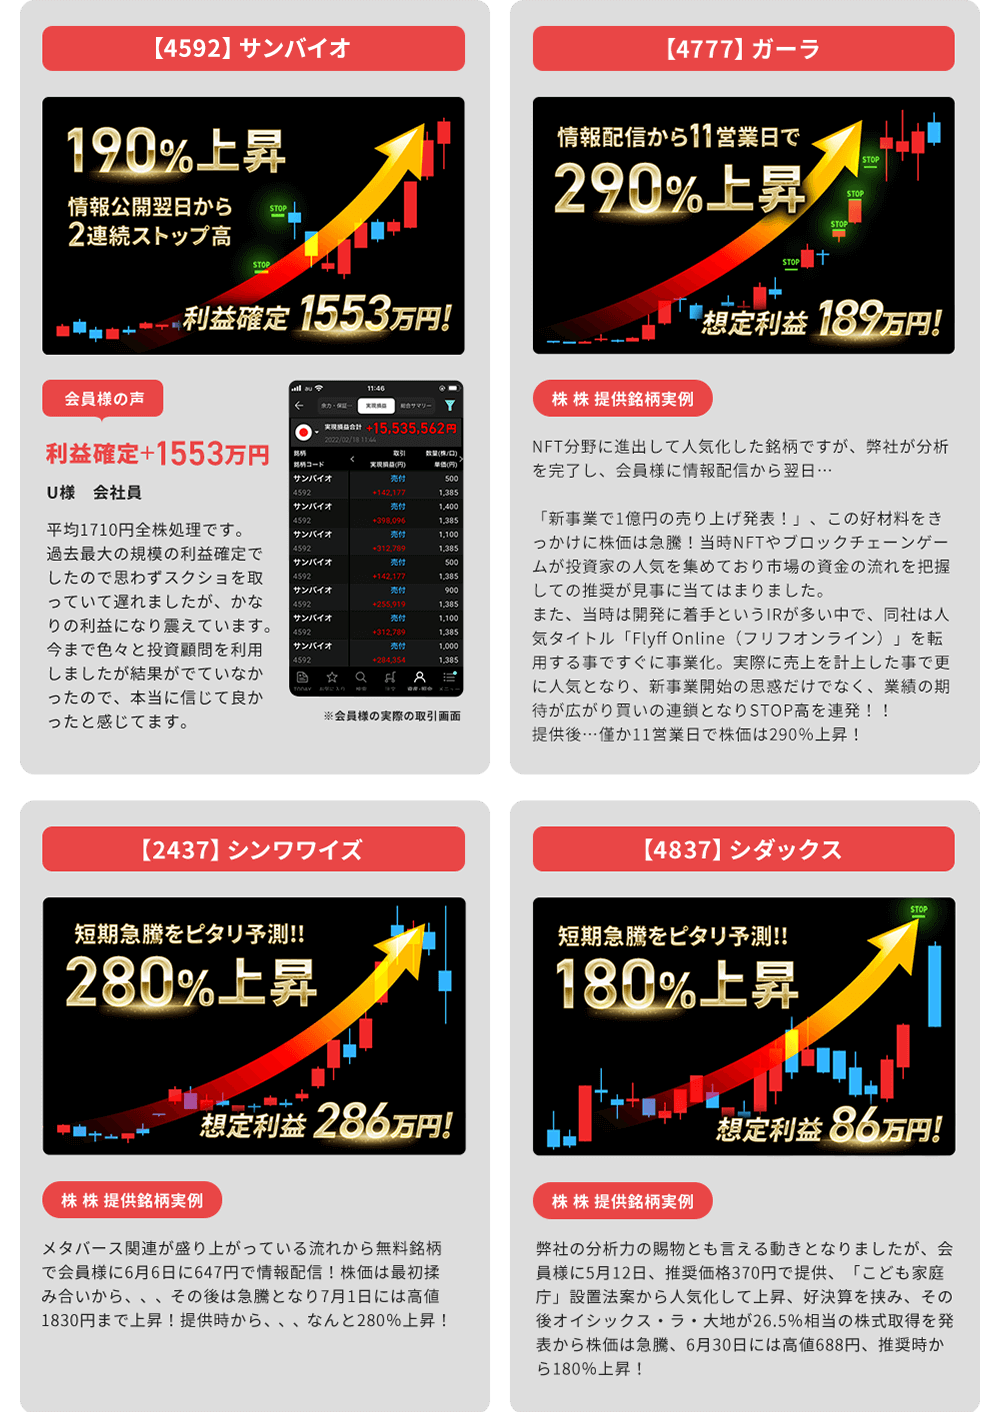 【4592】サンバイオ
190%上昇
情報公開翌日から
2連続ストップ高
STOP
STOP
利益確定 1553万円!
会員様の声
利益確定+1553万円
U様　会社員
平均1710円全株処理です。
過去最大の規模の利益確定で
したので思わずスクショを取
っていて遅れましたが、かな
りの利益になり震えています。
今まで色々と投資顧問を利用
しましたが結果がでていなか
ったので、本当に信じて良か
ったと感じてます。
au 11:46
余力・保証… 実現損益 総合サマリー
実現損益合計 +15,535,562円
2022/02/18 11:44
銘柄 取引 数量(株/口)
銘柄コード 実現損益(円) 単価(円)
サンバイオ 売付 500
4592 +142,177 1,385
サンバイオ 売付 1,400
4592 +398,096 1,385
サンバイオ 売付 1,100
4592 +312,789 1,385
サンバイオ 売付 500
4592 +142,177 1,385
サンバイオ 売付 900
4592 +255,919 1,385
サンバイオ 売付 1,100
4592 +312,789 1,385
サンバイオ 売付 1,000
4592 +284,354 1,385
※会員様の実際の取引画面
【4777】ガーラ
情報配信から11営業日で
290%上昇
STOP
STOP
STOP
STOP
想定利益 189万円!
株 株 提供銘柄実例
NFT分野に進出して人気化した銘柄ですが、弊社が分析
を完了し、会員様に情報配信から翌日…
「新事業で1億円の売り上げ発表！」、この好材料をき
っかけに株価は急騰！当時NFTやブロックチェーンゲー
ムが投資家の人気を集めており市場の資金の流れを把握
しての推奨が見事に当てはまりました。
また、当時は開発に着手というIRが多い中で、同社は人
気タイトル「Flyff Online（フリフオンライン）」を転
用する事ですぐに事業化。実際に売上を計上した事で更
に人気となり、新事業開始の思惑だけでなく、業績の期
待が広がり買いの連鎖となりSTOP高を連発！！
提供後…僅か11営業日で株価は290%上昇！
【2437】シンワワイズ
短期急騰をピタリ予測!!
280%上昇
想定利益 286万円!
株 株 提供銘柄実例
メタバース関連が盛り上がっている流れから無料銘柄
で会員様に6月6日に647円で情報配信！株価は最初揉
み合いから、、、その後は急騰となり7月1日には高値
1830円まで上昇！提供時から、、、なんと280%上昇！
【4837】シダックス
短期急騰をピタリ予測!!
180%上昇
STOP
想定利益 86万円!
株 株 提供銘柄実例
弊社の分析力の賜物とも言える動きとなりましたが、会
員様に5月12日、推奨価格370円で提供、「こども家庭
庁」設置法案から人気化して上昇、好決算を挟み、その
後オイシックス・ラ・大地が26.5%相当の株式取得を発
表から株価は急騰、6月30日には高値688円、推奨時か
ら180%上昇！